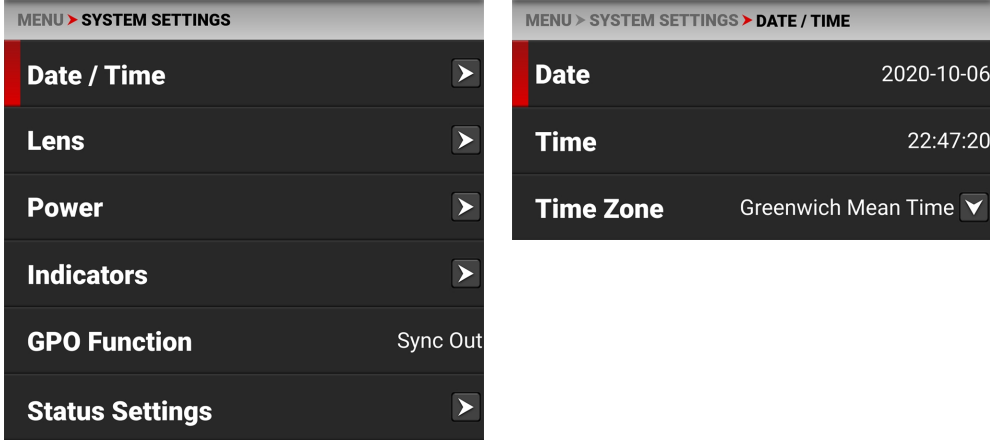 MENU > SYSTEM SETTINGS
Date / Time
Lens
Power
Indicators
GPO Function Sync Out
Status Settings
MENU > SYSTEM SETTINGS > DATE / TIME
Date 2020-10-06
Time 22:47:20
Time Zone Greenwich Mean Time